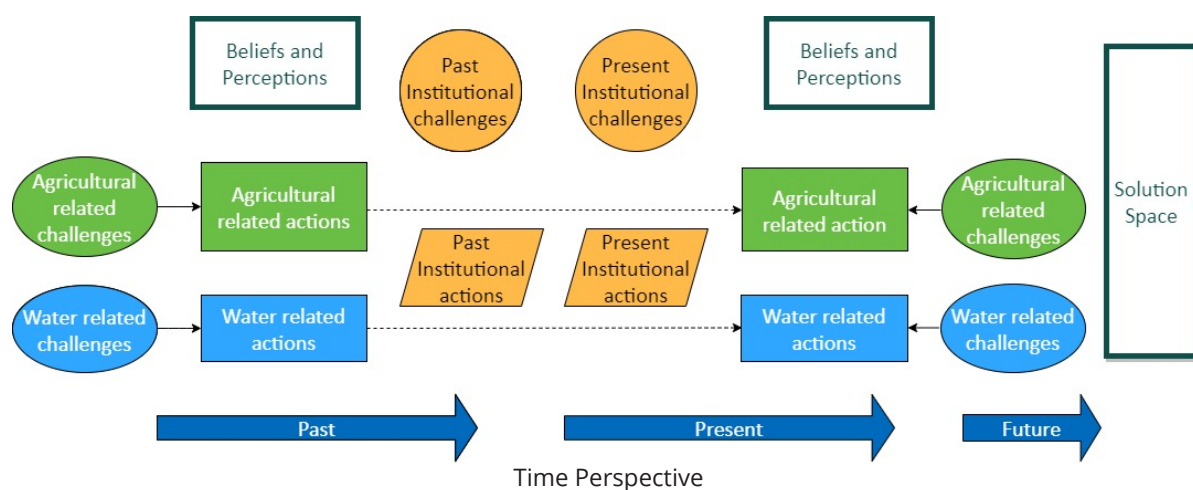 Beliefs and
Perceptions
Past
Institutional
challenges
Present
Institutional
challenges
Beliefs and
Perceptions
Agricultural
related
challenges
Agricultural
related actions
Agricultural
related action
Agricultural
related
challenges
Solution
Space
Past
Institutional
actions
Present
Institutional
actions
Water related
challenges
Water related
actions
Water related
actions
Water related
challenges
Past
Present
Future
Time Perspective